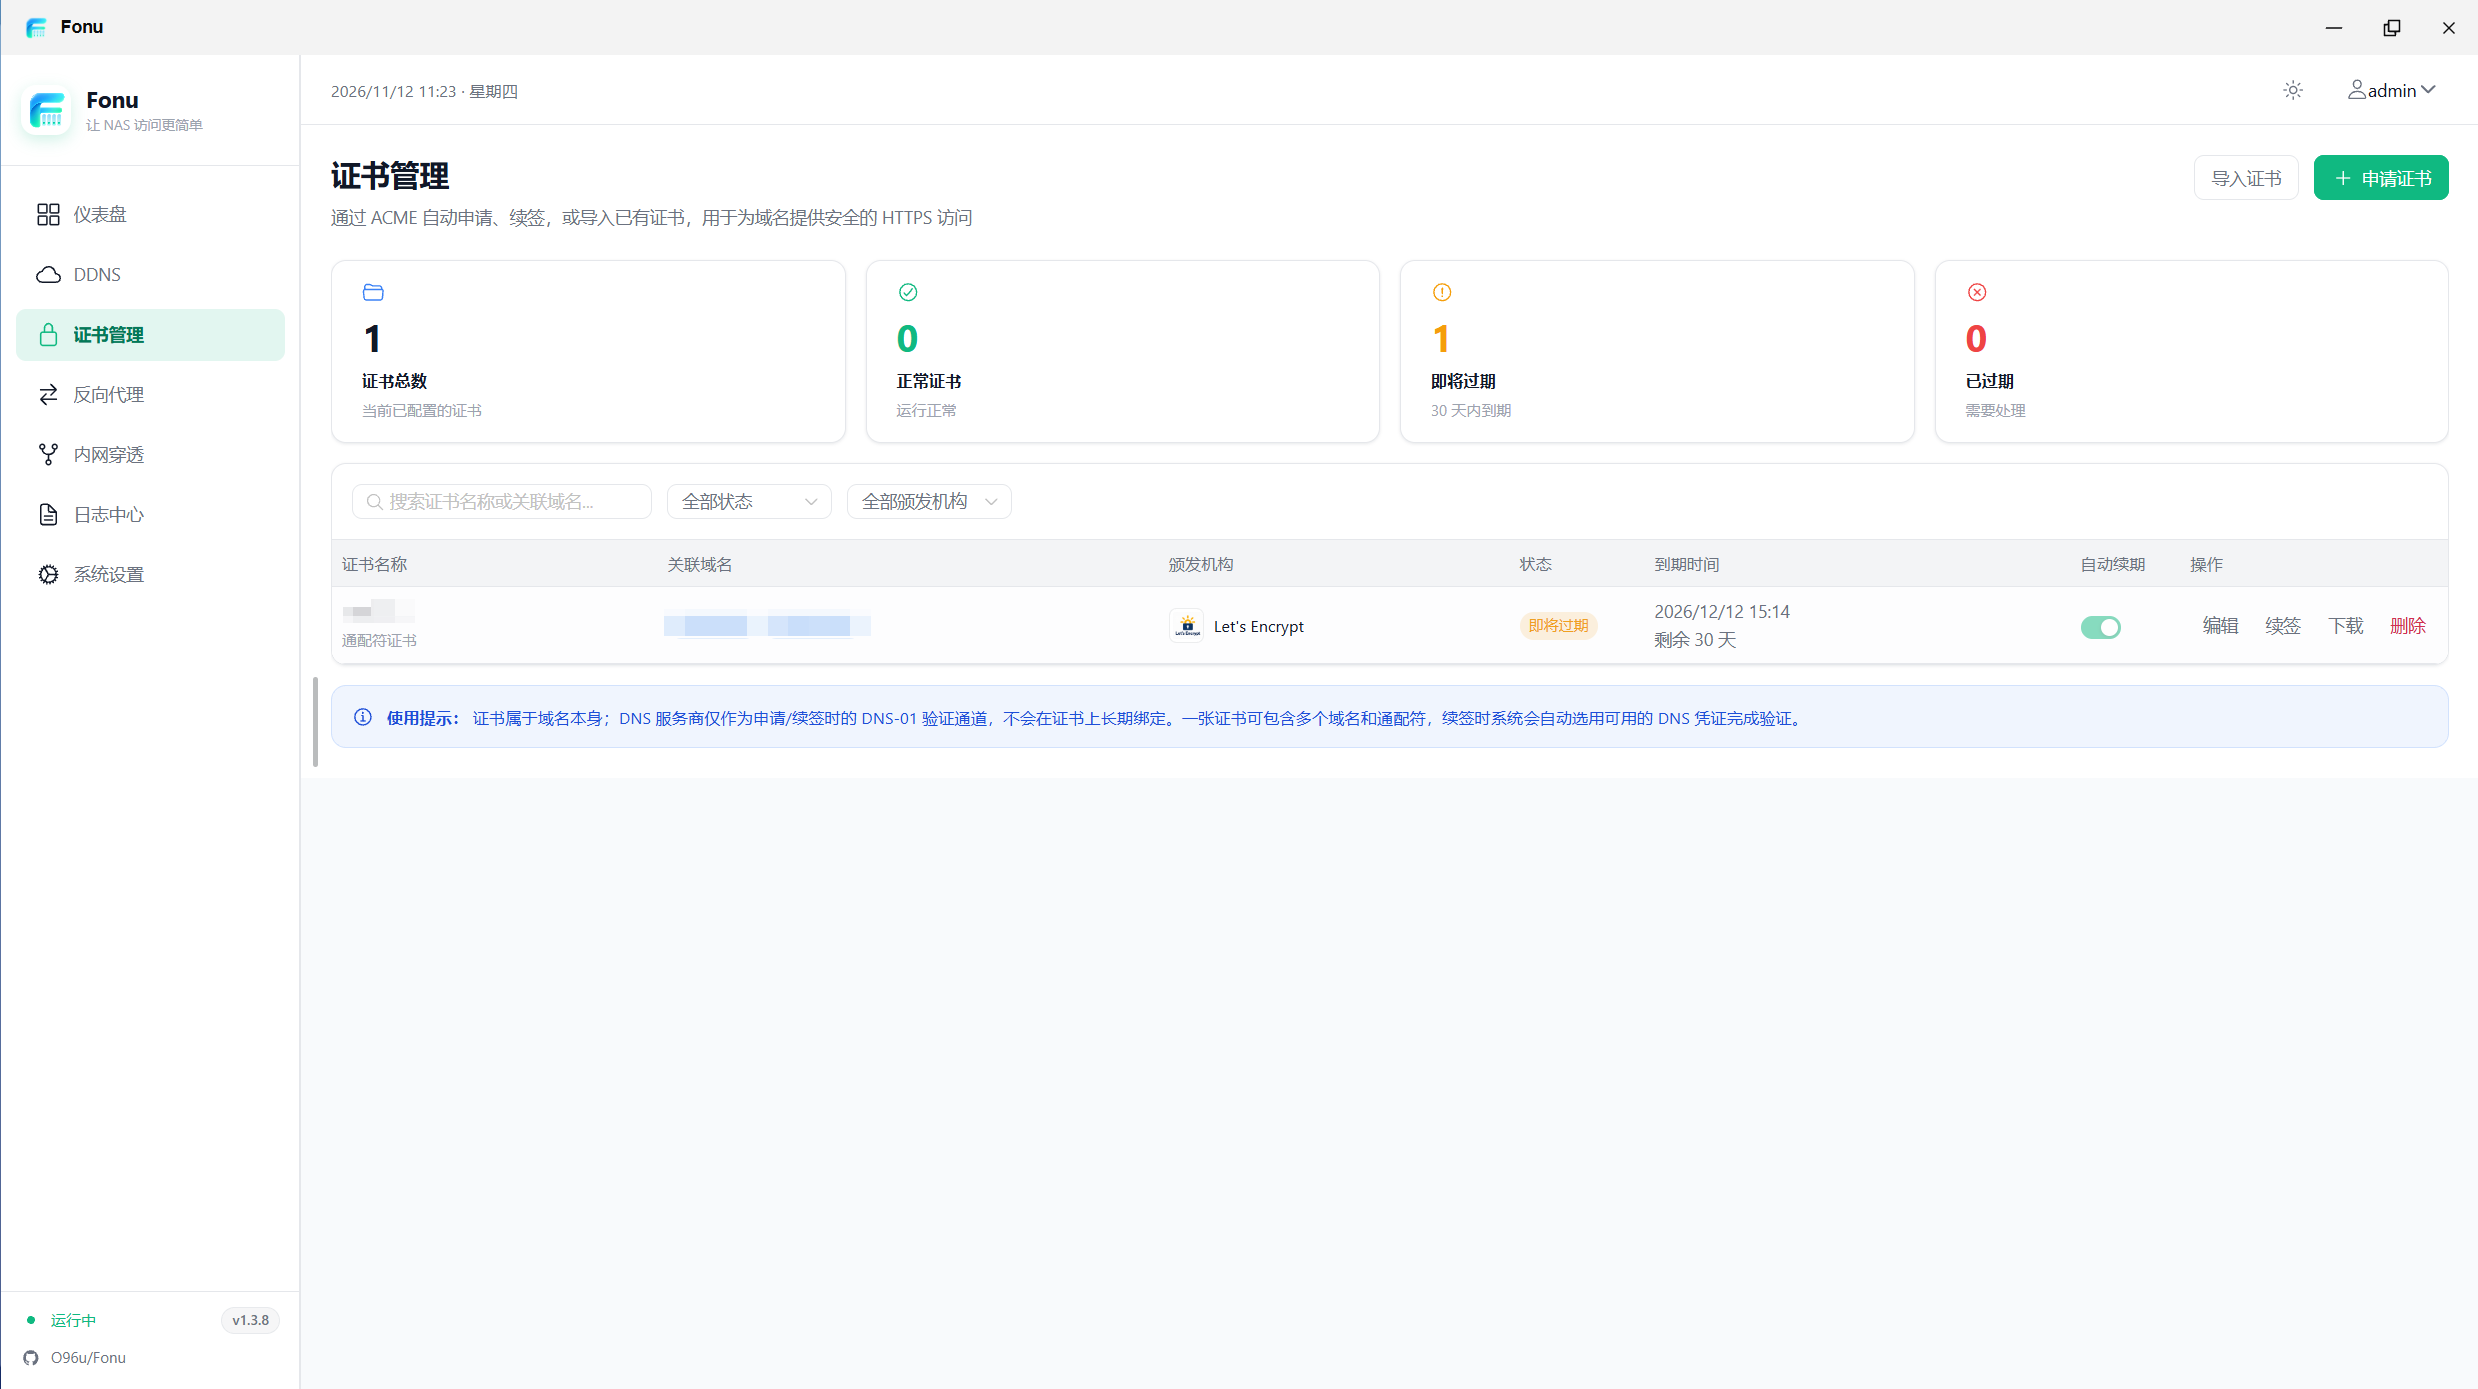 Fonu
Fonu
让 NAS 访问更简单
仪表盘
DDNS
证书管理
反向代理
内网穿透
日志中心
系统设置
运行中
v1.3.8
O96u/Fonu
2026/11/12 11:23 · 星期四
admin
证书管理
通过 ACME 自动申请、续签，或导入已有证书，用于为域名提供安全的 HTTPS 访问
导入证书
申请证书
1
证书总数
当前已配置的证书
0
正常证书
运行正常
1
即将过期
30 天内到期
0
已过期
需要处理
搜索证书名称或关联域名...
全部状态
全部颁发机构
证书名称 关联域名 颁发机构 状态 到期时间 自动续期 操作
通配符证书
Let's Encrypt
即将过期
2026/12/12 15:14
剩余 30 天
编辑 续签 下载 删除
使用提示： 证书属于域名本身；DNS 服务商仅作为申请/续签时的 DNS-01 验证通道，不会在证书上长期绑定。一张证书可包含多个域名和通配符，续签时系统会自动选用可用的 DNS 凭证完成验证。